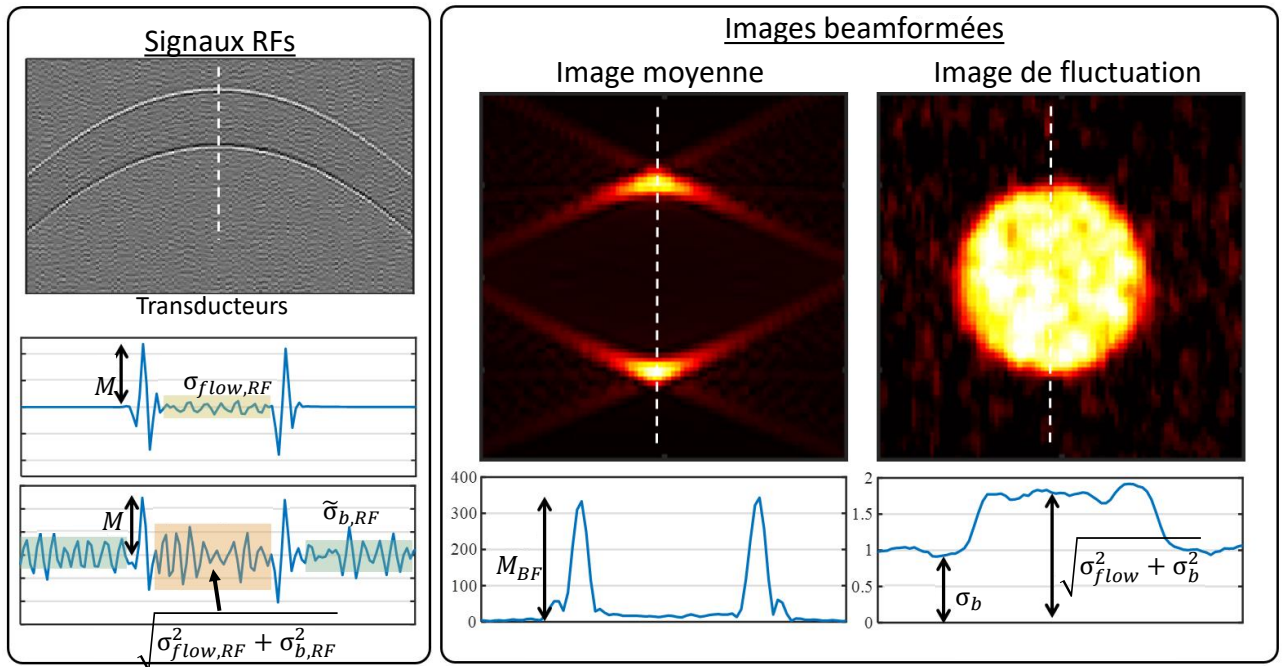 Signaux RFs
Transducteurs
M
σ_{flow,RF}
M
σ̃_{b,RF}
√(σ²_{flow,RF} + σ²_{b,RF})
Images beamformées
Image moyenne
Image de fluctuation
400
300
200
100
0
M_{BF}
2
1.5
1
0.5
0
σ_b
√(σ²_{flow} + σ²_b)